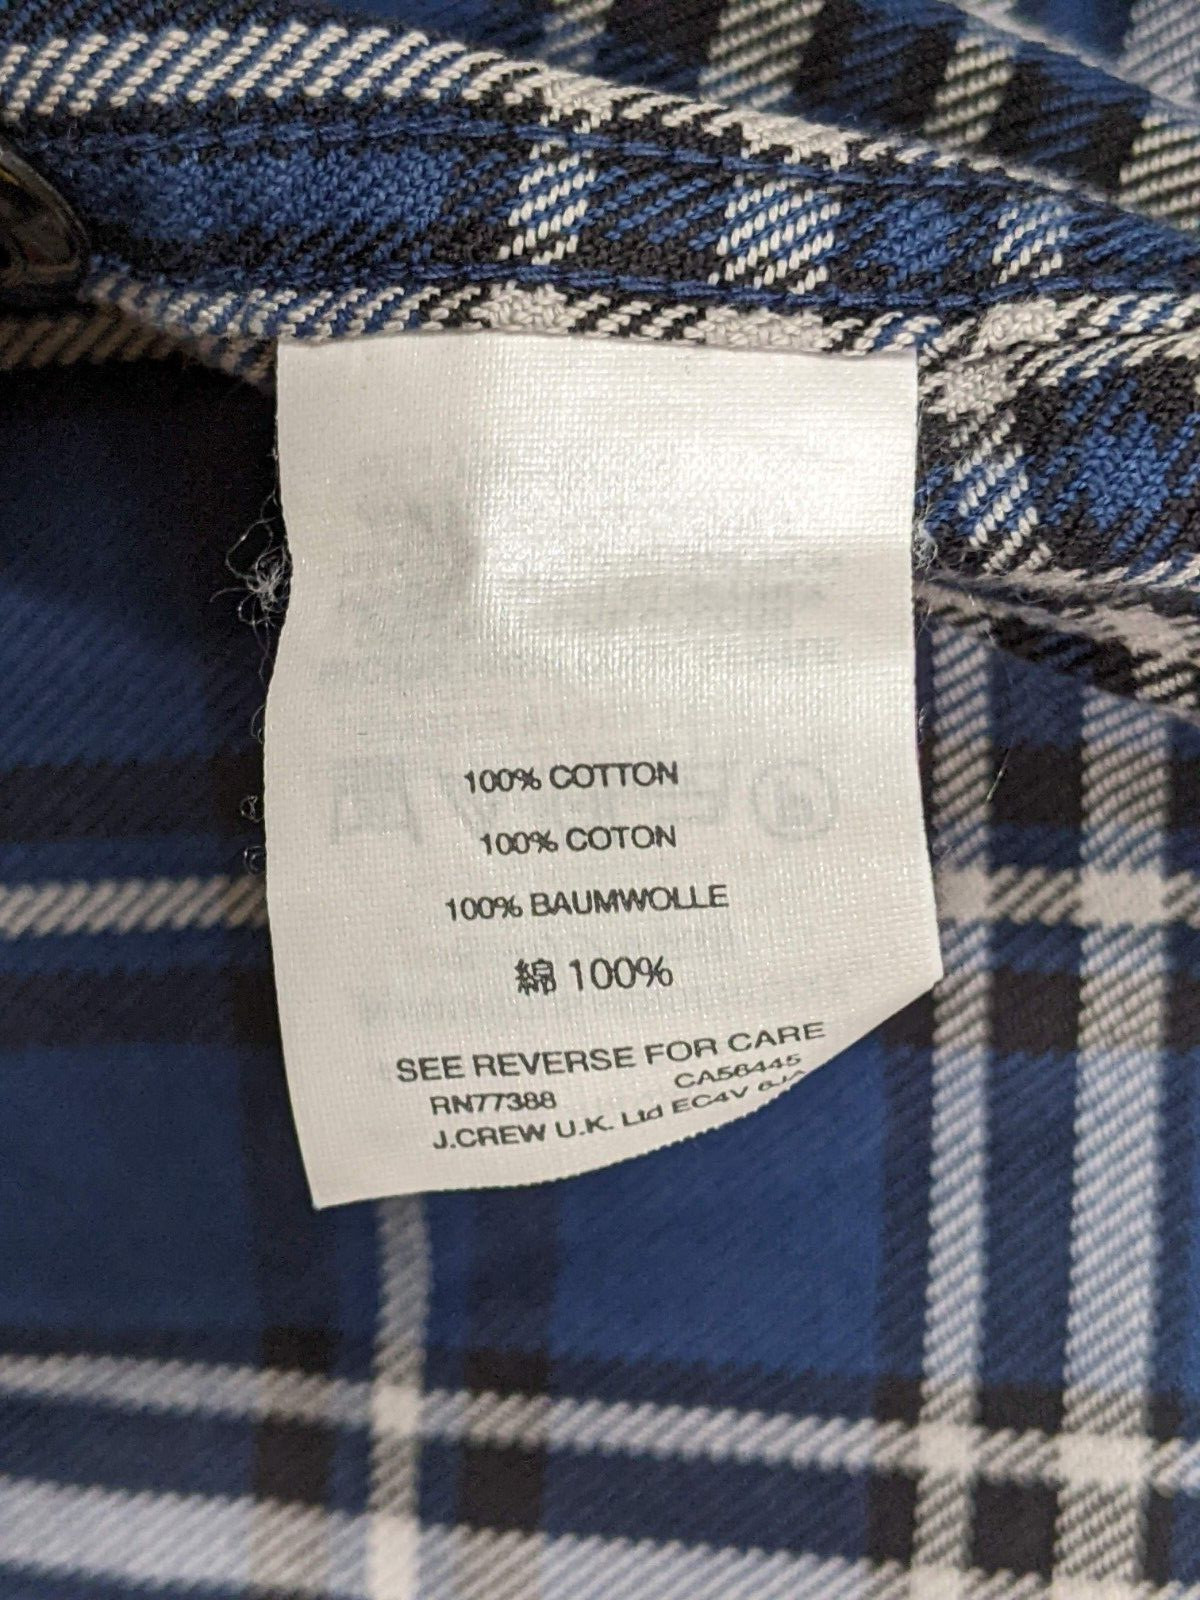 100% COTTON
100% COTON
100% BAUMWOLLE
綿 100%
SEE REVERSE FOR CARE
RN77388 CA56445
J.CREW U.K. Ltd EC4V